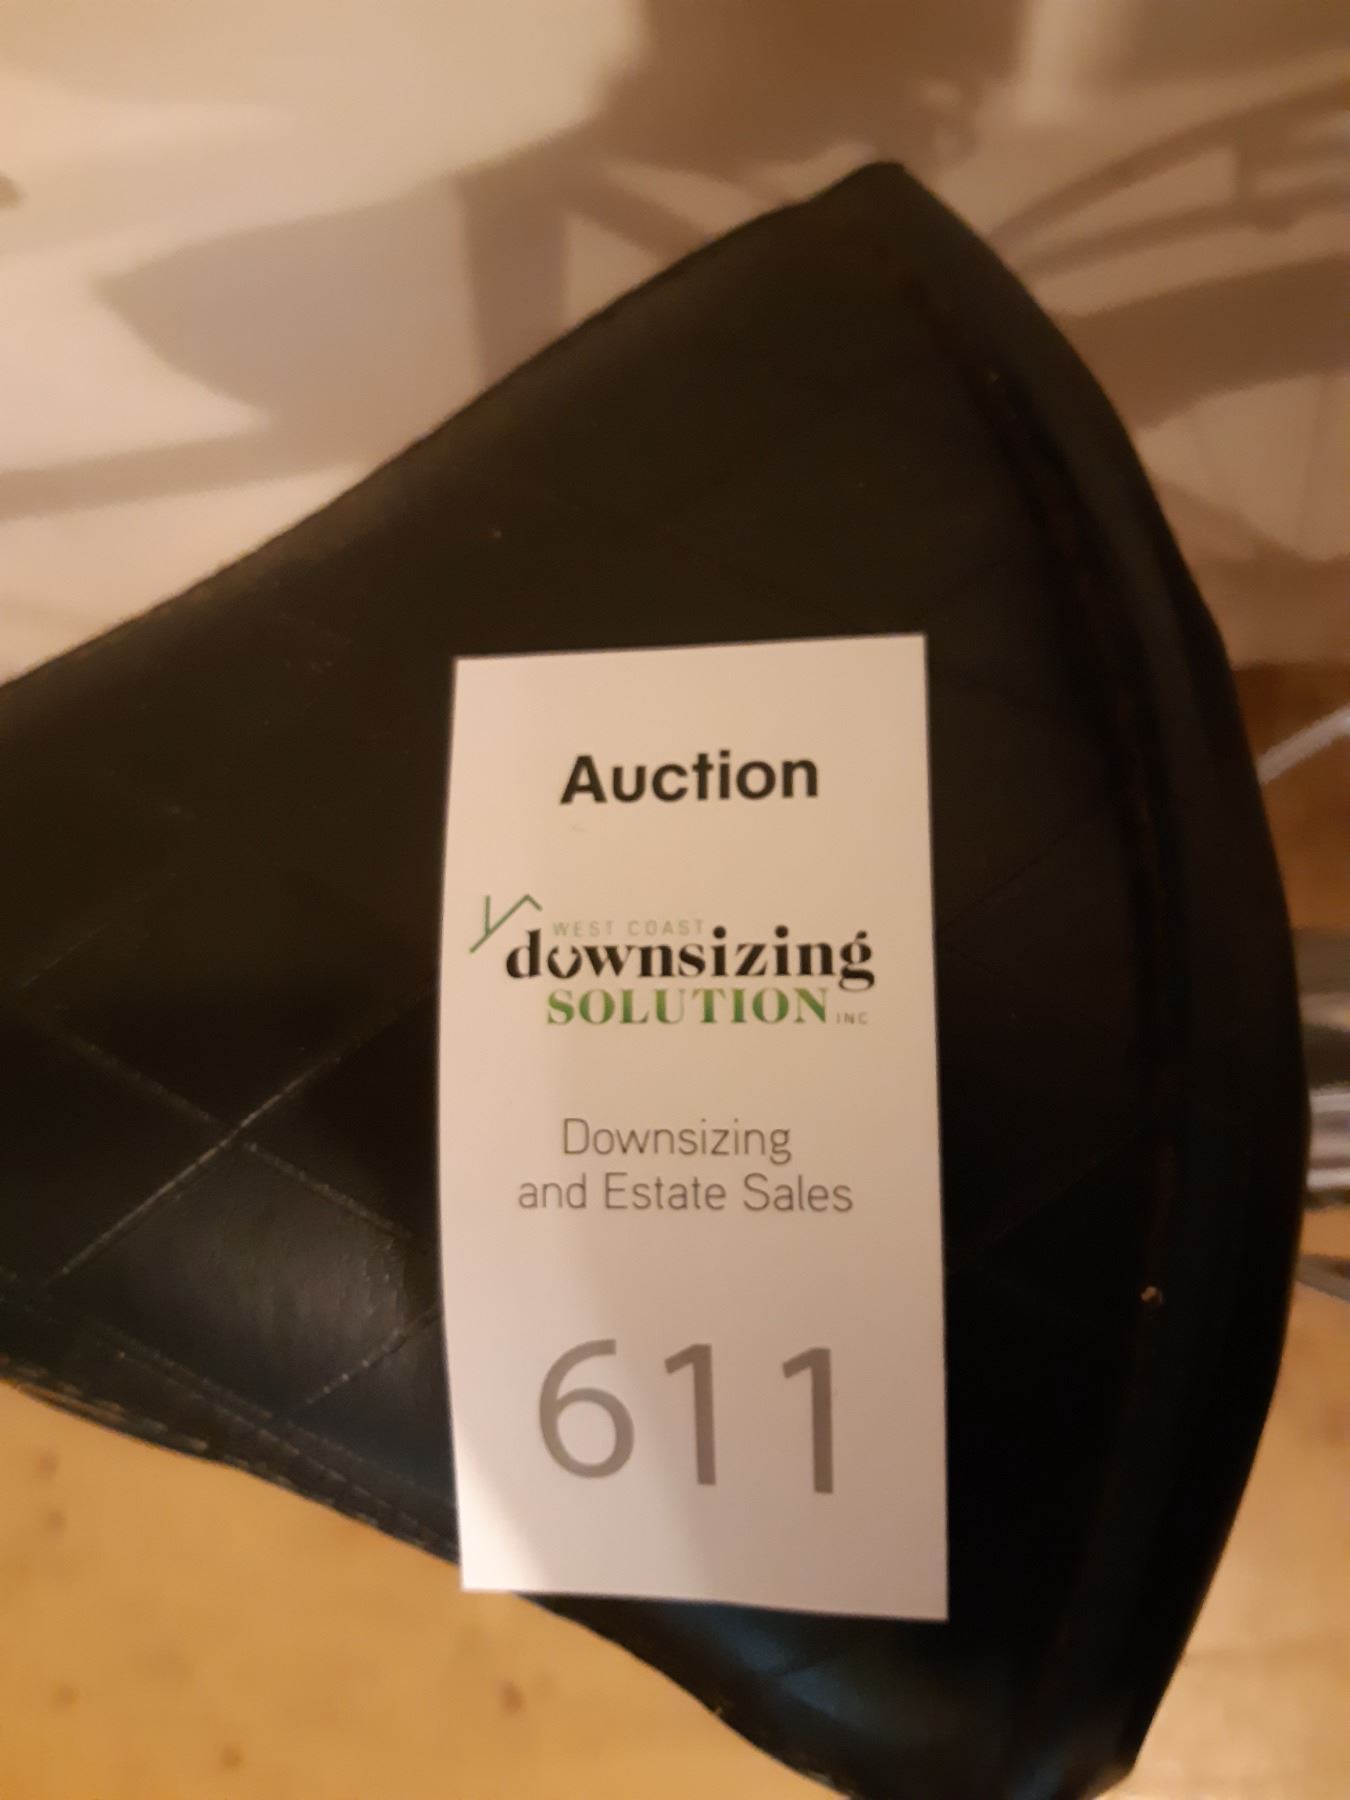 Auction
WEST COAST
downsizing
SOLUTION INC
Downsizing
and Estate Sales
611